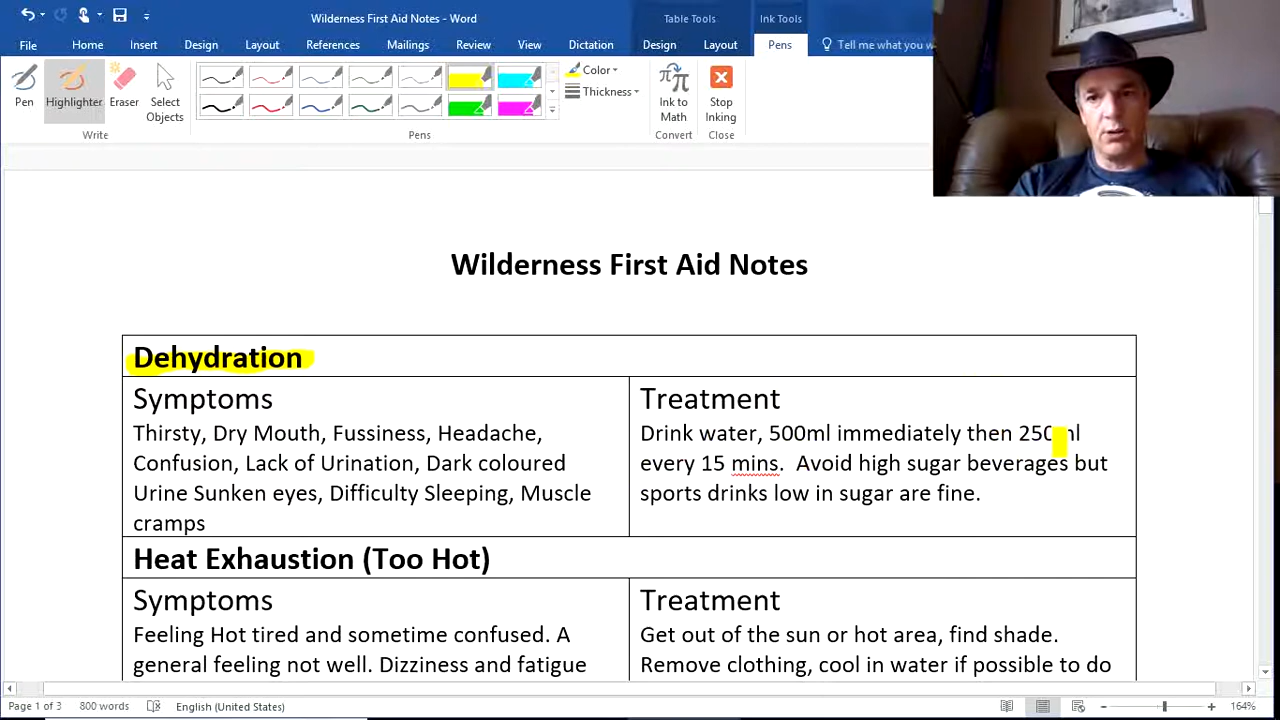 Wilderness First Aid Notes - Word
Table Tools
Ink Tools
File
Home
Insert
Design
Layout
References
Mailings
Review
View
Dictation
Design
Layout
Pens
Tell me what you w
Pen
Highlighter
Eraser
Select Objects
Color
Thickness
Ink to Math
Stop Inking
Write
Pens
Convert
Close
Wilderness First Aid Notes
Dehydration
Symptoms
Thirsty, Dry Mouth, Fussiness, Headache,
Confusion, Lack of Urination, Dark coloured
Urine Sunken eyes, Difficulty Sleeping, Muscle
cramps
Treatment
Drink water, 500ml immediately then 250ml
every 15 mins. Avoid high sugar beverages but
sports drinks low in sugar are fine.
Heat Exhaustion (Too Hot)
Symptoms
Feeling Hot tired and sometime confused. A
general feeling not well. Dizziness and fatigue
Treatment
Get out of the sun or hot area, find shade.
Remove clothing, cool in water if possible to do
Page 1 of 3
800 words
English (United States)
164%